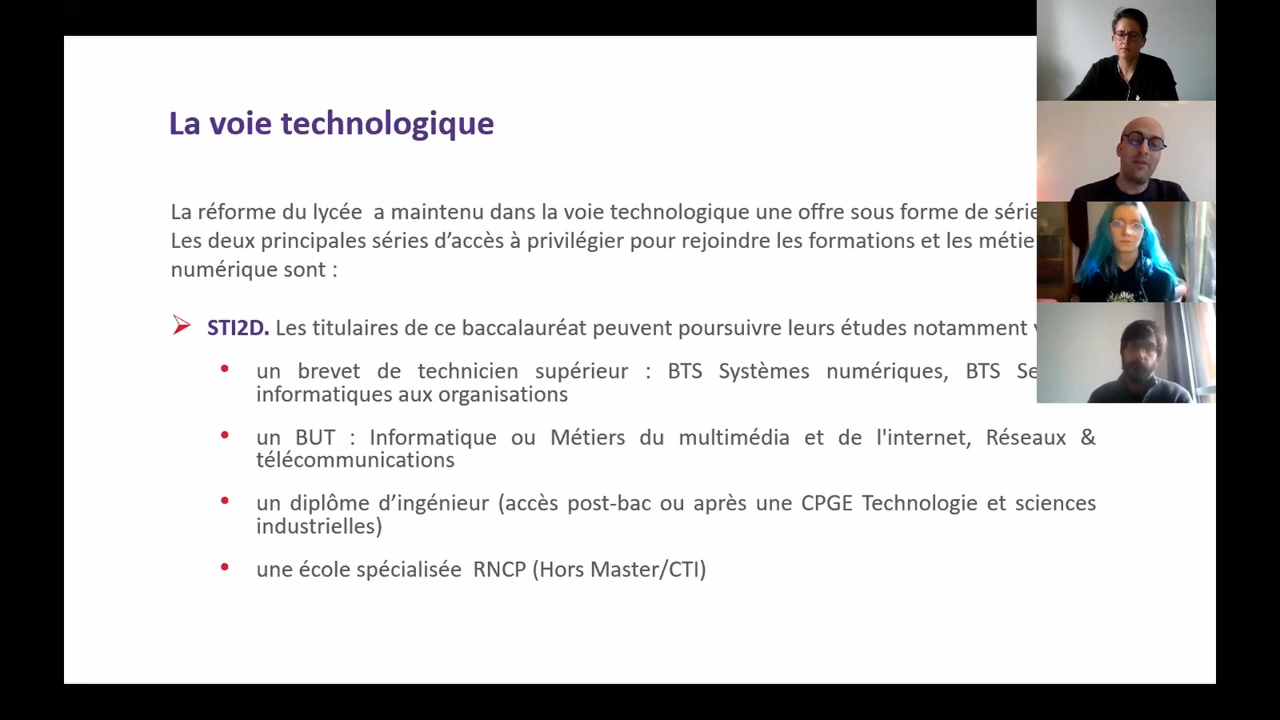 La voie technologique
La réforme du lycée a maintenu dans la voie technologique une offre sous forme de série
Les deux principales séries d’accès à privilégier pour rejoindre les formations et les
numérique sont :
STI2D. Les titulaires de ce baccalauréat peuvent poursuivre leurs études notamment
un brevet de technicien supérieur : BTS Systèmes numériques, BTS
informatiques aux organisations
un BUT : Informatique ou Métiers du multimédia et de l'internet, Réseaux &
télécommunications
un diplôme d’ingénieur (accès post-bac ou après une CPGE Technologie et sciences
industrielles)
une école spécialisée RNCP (Hors Master/CTI)